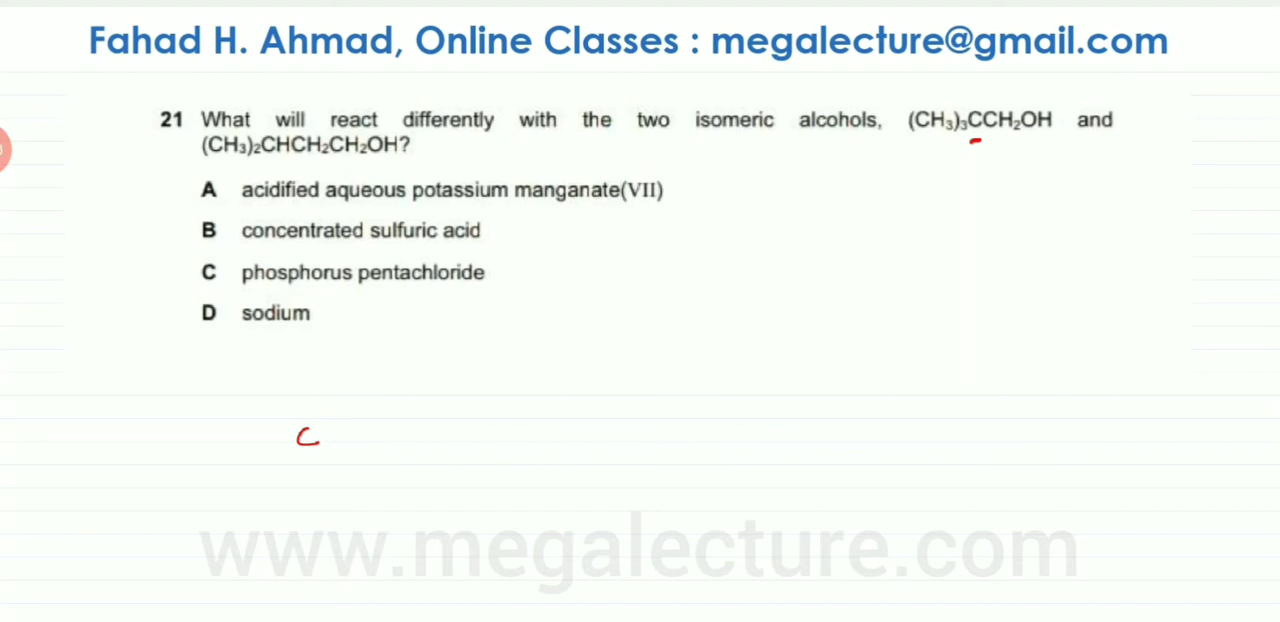 Fahad H. Ahmad, Online Classes : megalecture@gmail.com
21 What will react differently with the two isomeric alcohols, (CH₃)₃CCH₂OH and
(CH₃)₂CHCH₂CH₂OH?
A acidified aqueous potassium manganate(VII)
B concentrated sulfuric acid
C phosphorus pentachloride
D sodium
C
www.megalecture.com